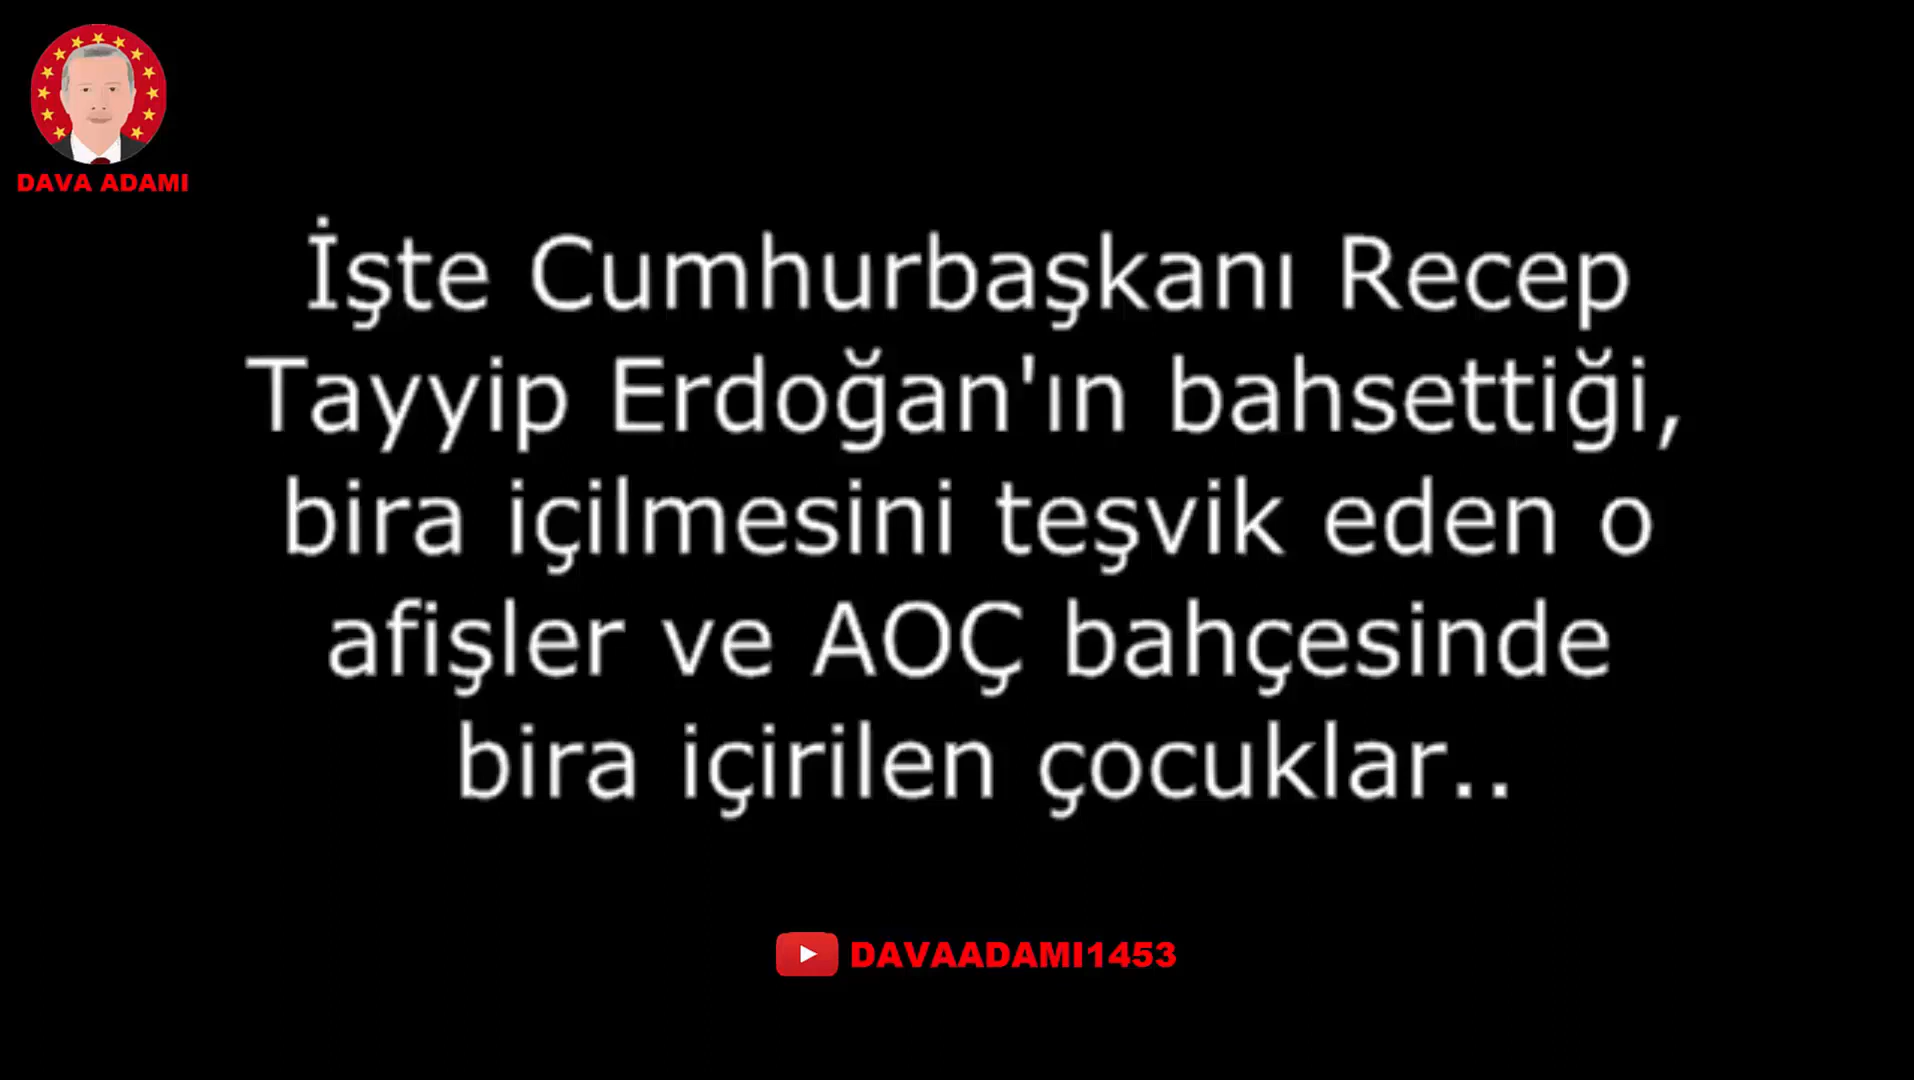 DAVA ADAMI
İşte Cumhurbaşkanı Recep
Tayyip Erdoğan'ın bahsettiği,
bira içilmesini teşvik eden o
afişler ve AOÇ bahçesinde
bira içirilen çocuklar..
DAVAADAMI1453